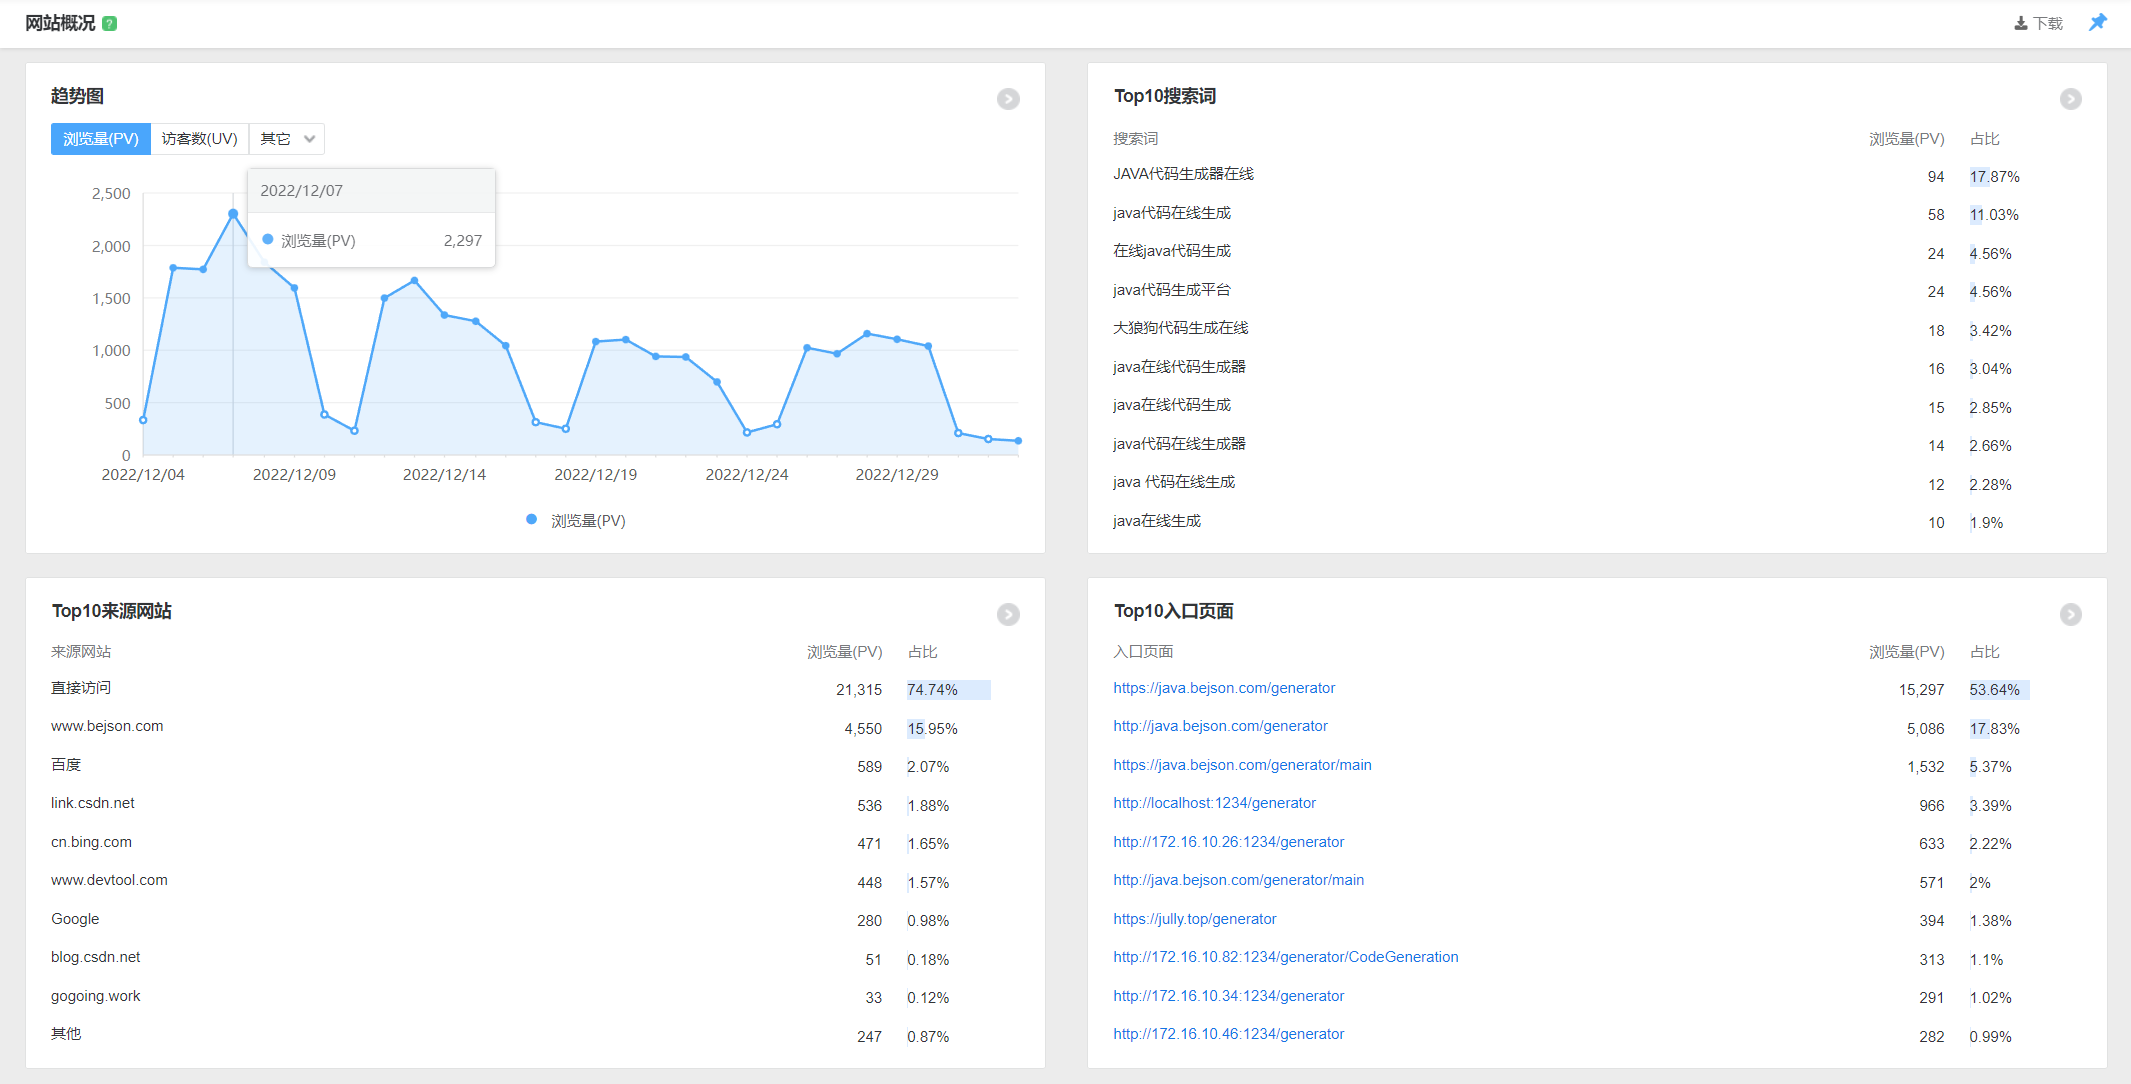 网站概况 ?
下载
趋势图
浏览量(PV) 访客数(UV) 其它
2022/12/07
浏览量(PV) 2,297
2,500
2,000
1,500
1,000
500
0
2022/12/04 2022/12/09 2022/12/14 2022/12/19 2022/12/24 2022/12/29
浏览量(PV)
Top10搜索词
搜索词 浏览量(PV) 占比
JAVA代码生成器在线 94 17.87%
java代码在线生成 58 11.03%
在线java代码生成 24 4.56%
java代码生成平台 24 4.56%
大狼狗代码生成在线 18 3.42%
java在线代码生成器 16 3.04%
java在线代码生成 15 2.85%
java代码在线生成器 14 2.66%
java 代码在线生成 12 2.28%
java在线生成 10 1.9%
Top10来源网站
来源网站 浏览量(PV) 占比
直接访问 21,315 74.74%
www.bejson.com 4,550 15.95%
百度 589 2.07%
link.csdn.net 536 1.88%
cn.bing.com 471 1.65%
www.devtool.com 448 1.57%
Google 280 0.98%
blog.csdn.net 51 0.18%
gogoing.work 33 0.12%
其他 247 0.87%
Top10入口页面
入口页面 浏览量(PV) 占比
https://java.bejson.com/generator 15,297 53.64%
http://java.bejson.com/generator 5,086 17.83%
https://java.bejson.com/generator/main 1,532 5.37%
http://localhost:1234/generator 966 3.39%
http://172.16.10.26:1234/generator 633 2.22%
http://java.bejson.com/generator/main 571 2%
https://jully.top/generator 394 1.38%
http://172.16.10.82:1234/generator/CodeGeneration 313 1.1%
http://172.16.10.34:1234/generator 291 1.02%
http://172.16.10.46:1234/generator 282 0.99%